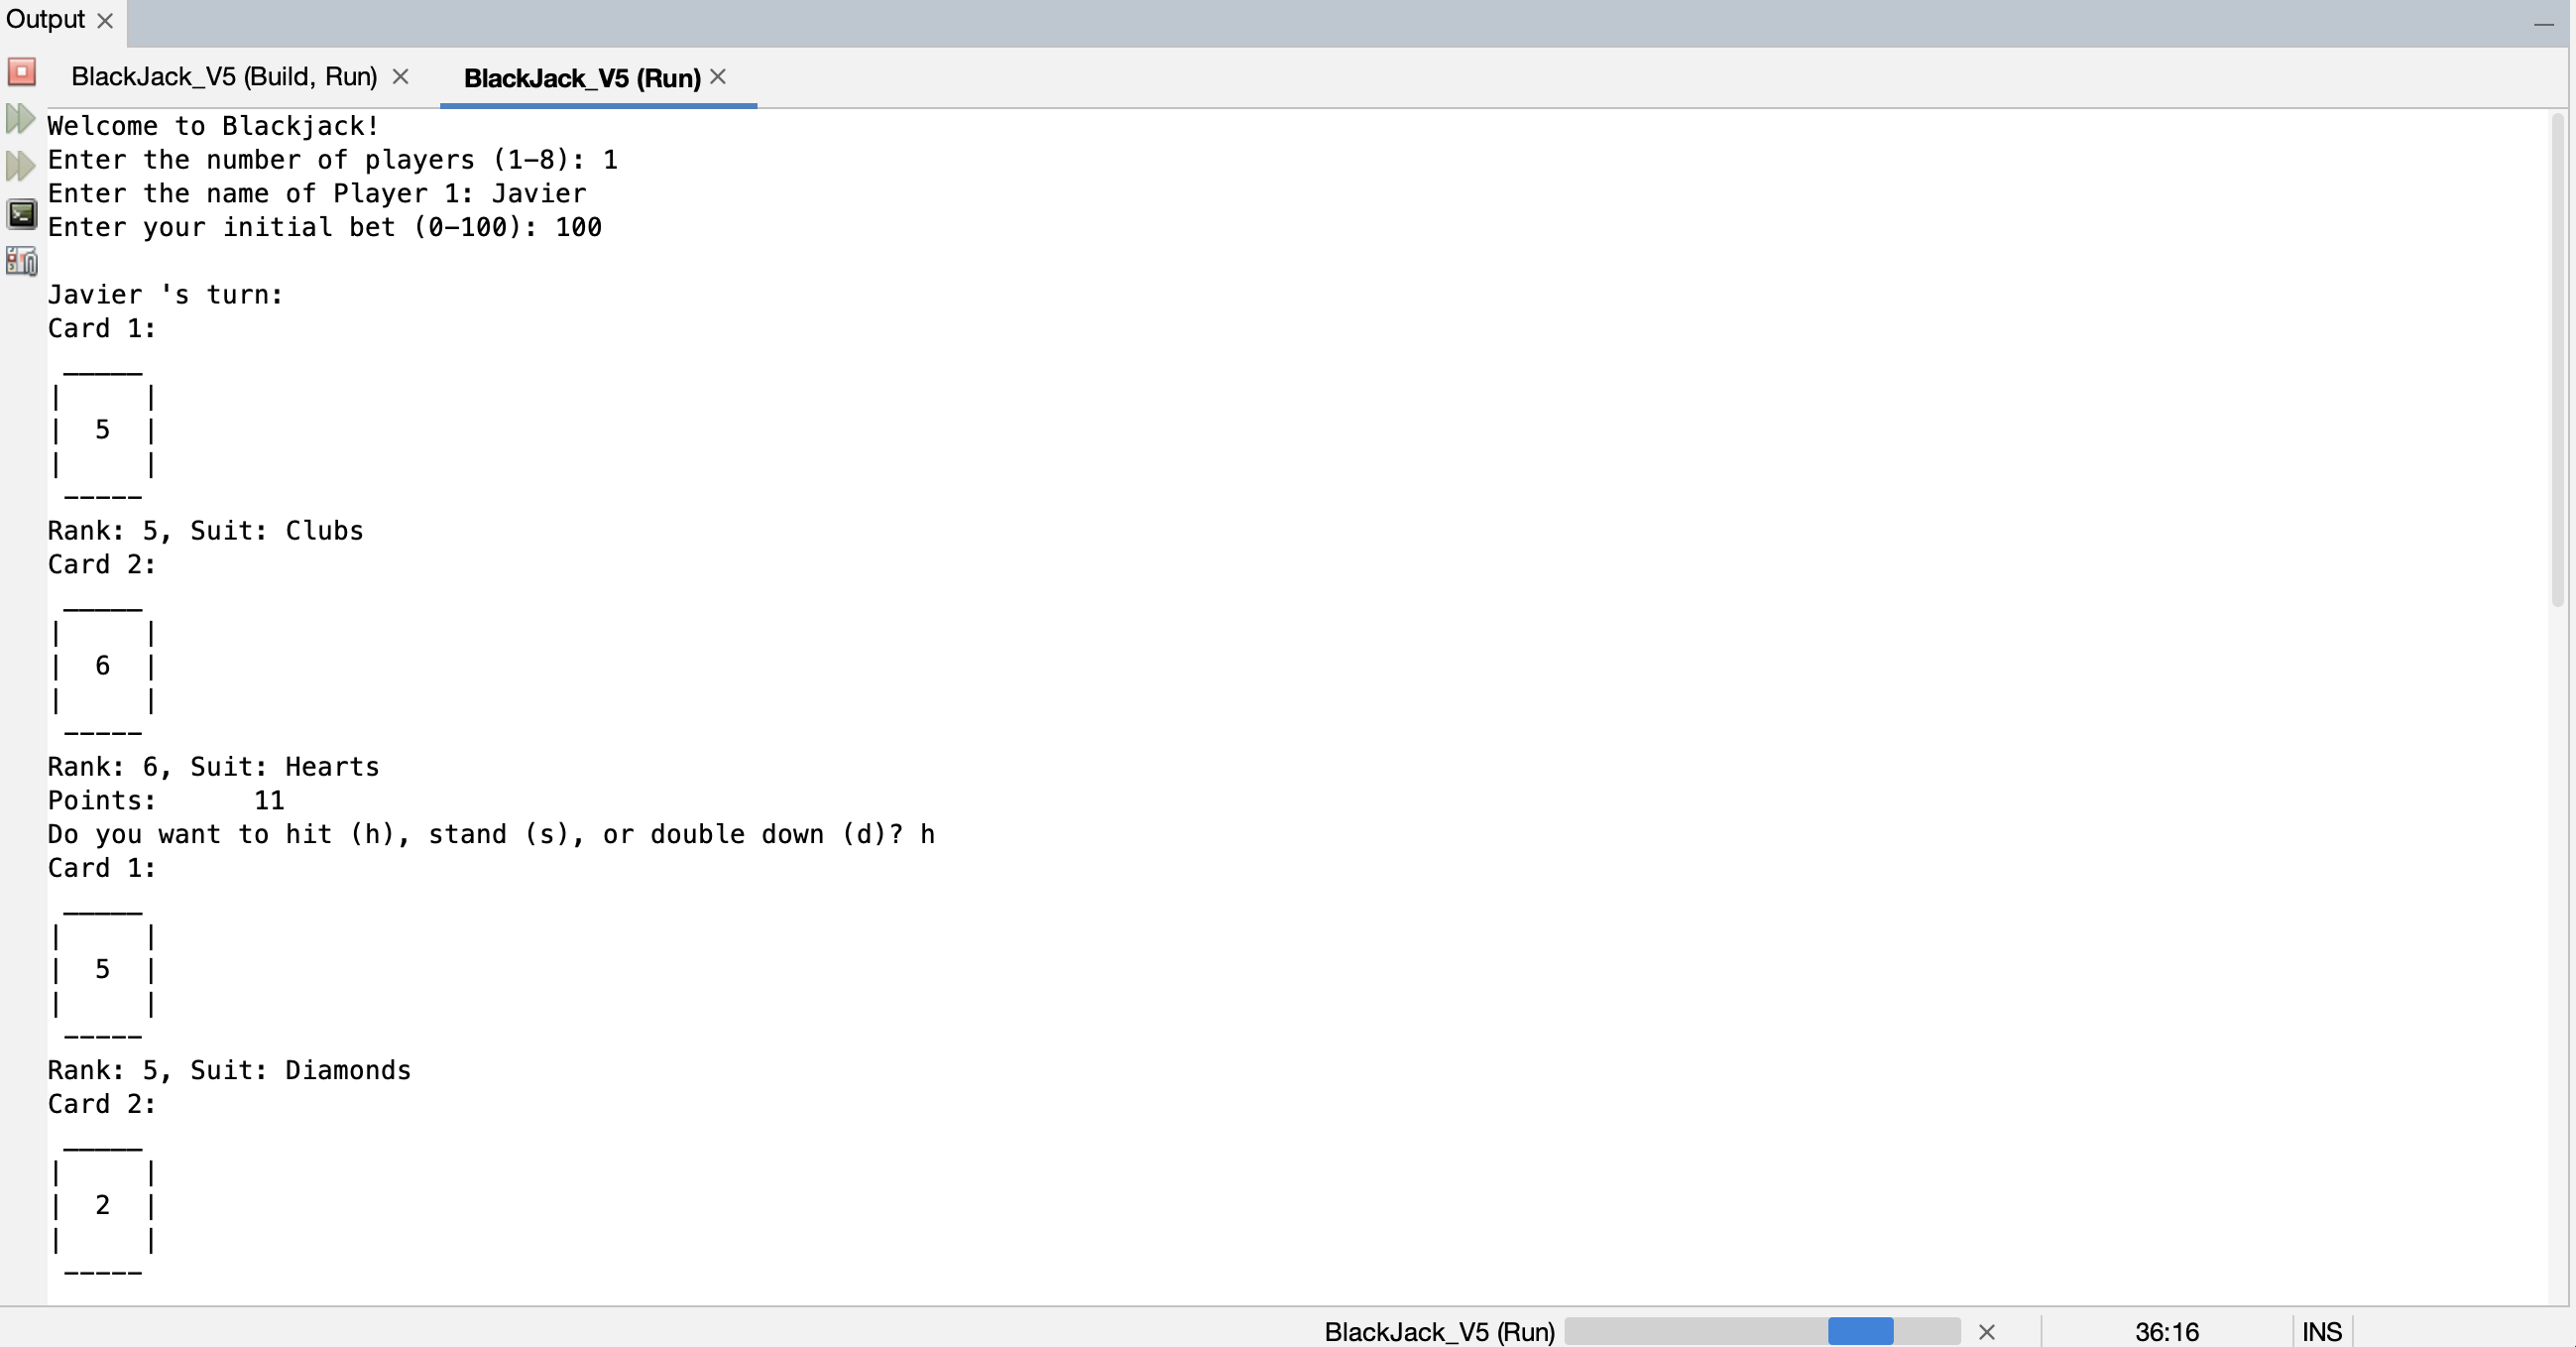 Output
BlackJack_V5 (Build, Run)
BlackJack_V5 (Run)
Welcome to Blackjack!
Enter the number of players (1-8): 1
Enter the name of Player 1: Javier
Enter your initial bet (0-100): 100
Javier 's turn:
Card 1:
 _____
|     |
|  5  |
|     |
 -----
Rank: 5, Suit: Clubs
Card 2:
 _____
|     |
|  6  |
|     |
 -----
Rank: 6, Suit: Hearts
Points:      11
Do you want to hit (h), stand (s), or double down (d)? h
Card 1:
 _____
|     |
|  5  |
|     |
 -----
Rank: 5, Suit: Diamonds
Card 2:
 _____
|     |
|  2  |
|     |
 -----
BlackJack_V5 (Run)
36:16
INS